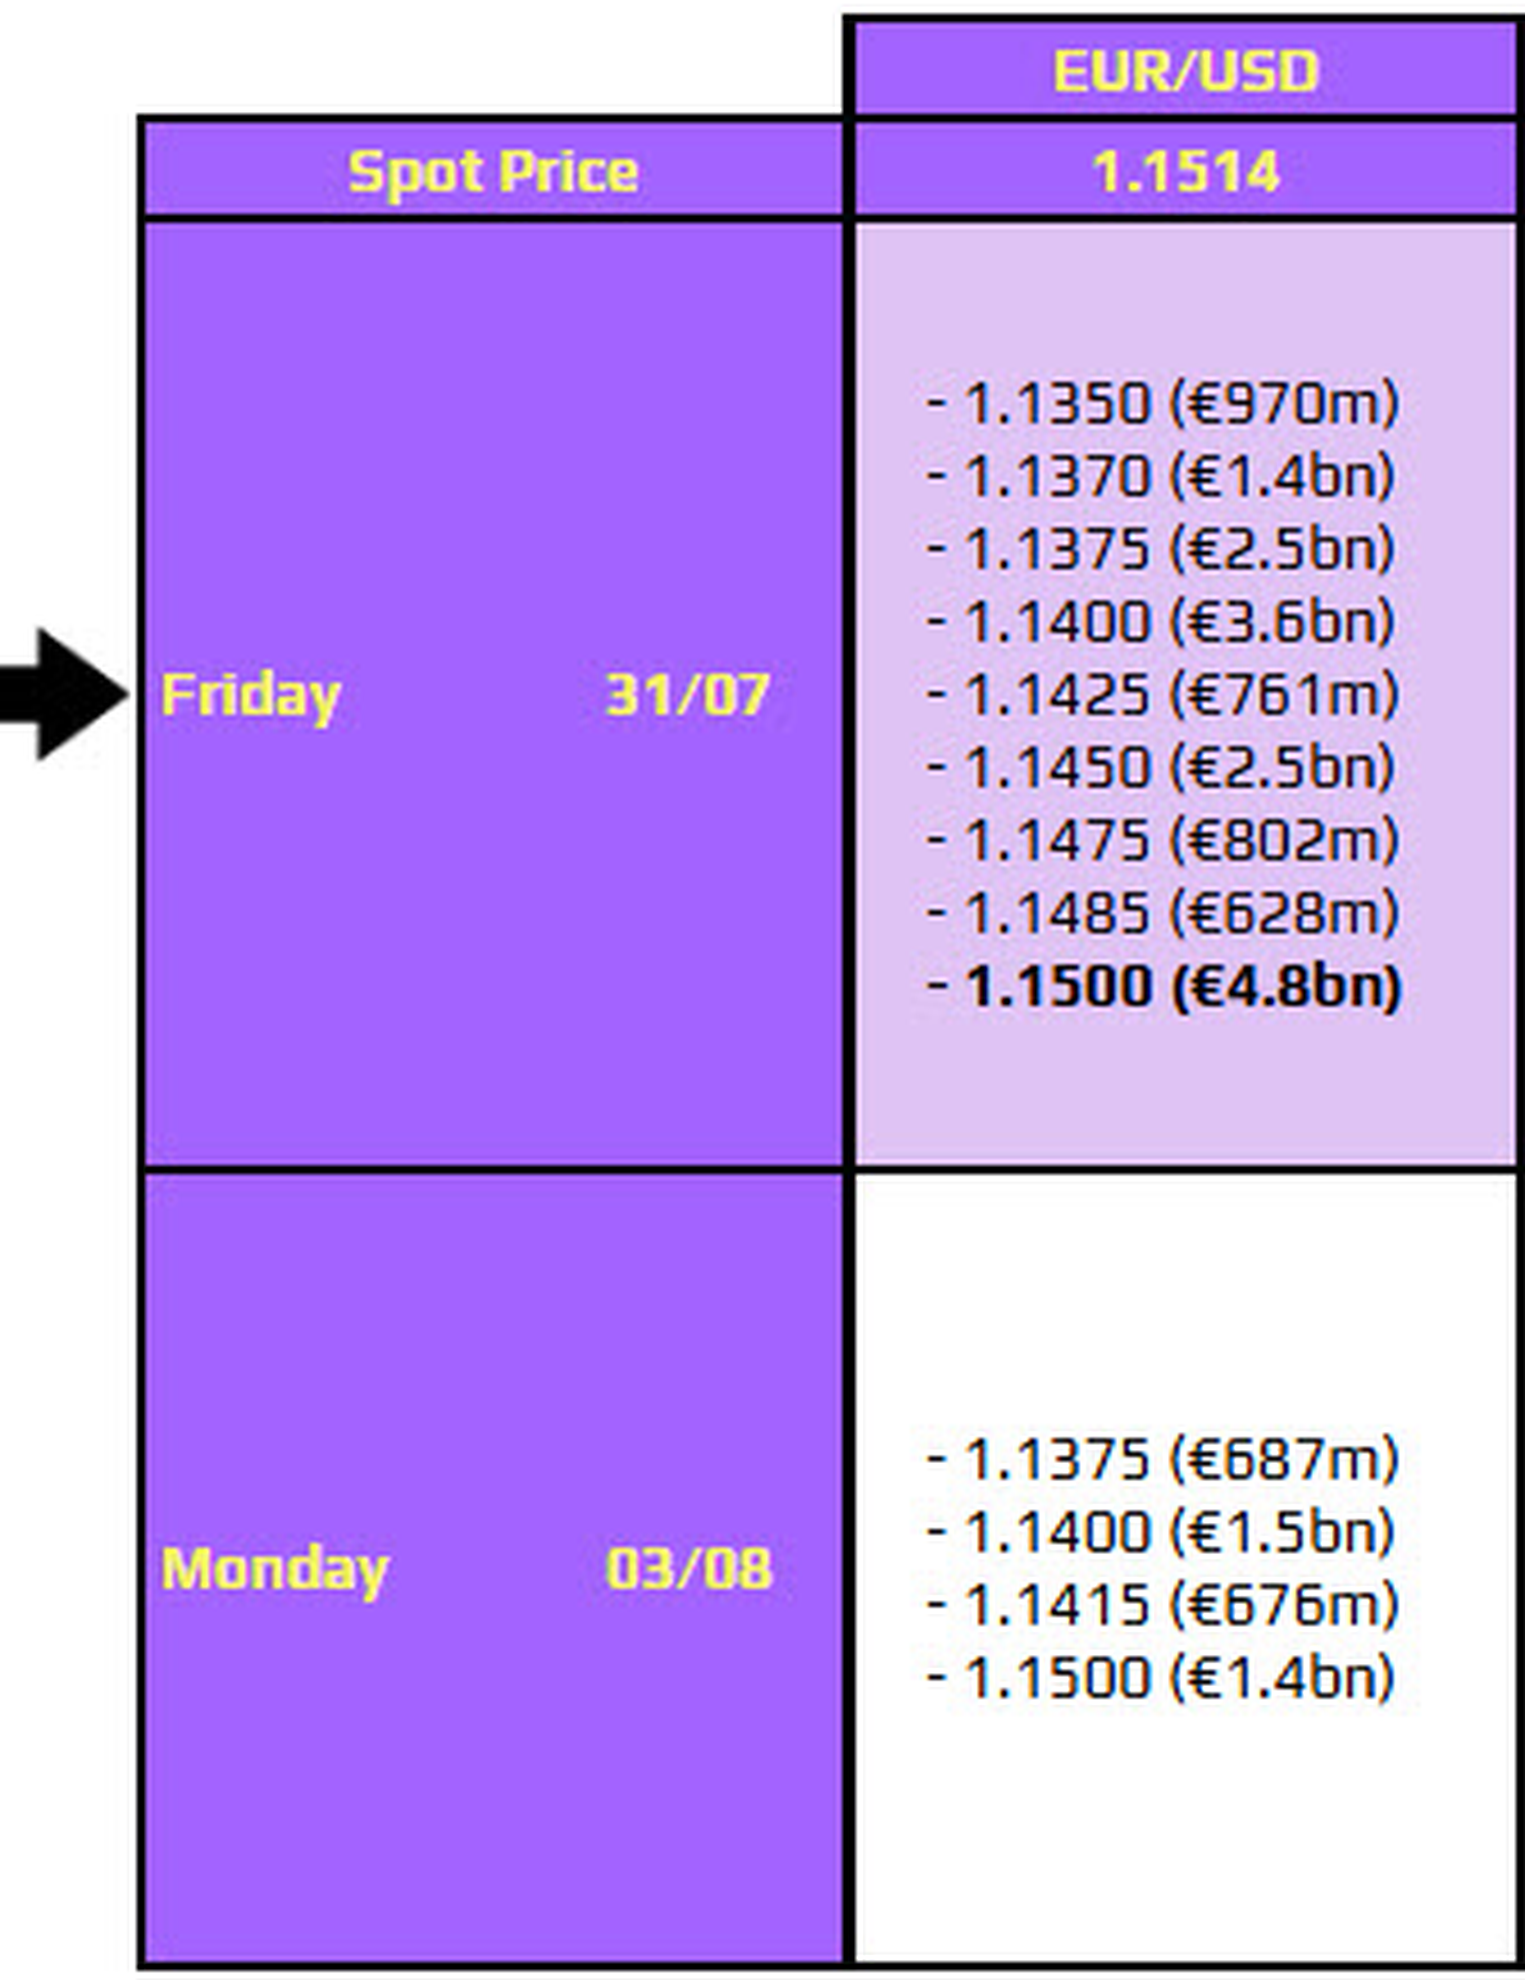 EUR/USD
Spot Price 1.1514
Friday 31/07
- 1.1350 (€970m)
- 1.1370 (€1.4bn)
- 1.1375 (€2.5bn)
- 1.1400 (€3.6bn)
- 1.1425 (€761m)
- 1.1450 (€2.5bn)
- 1.1475 (€802m)
- 1.1485 (€628m)
- 1.1500 (€4.8bn)
Monday 03/08
- 1.1375 (€687m)
- 1.1400 (€1.5bn)
- 1.1415 (€676m)
- 1.1500 (€1.4bn)